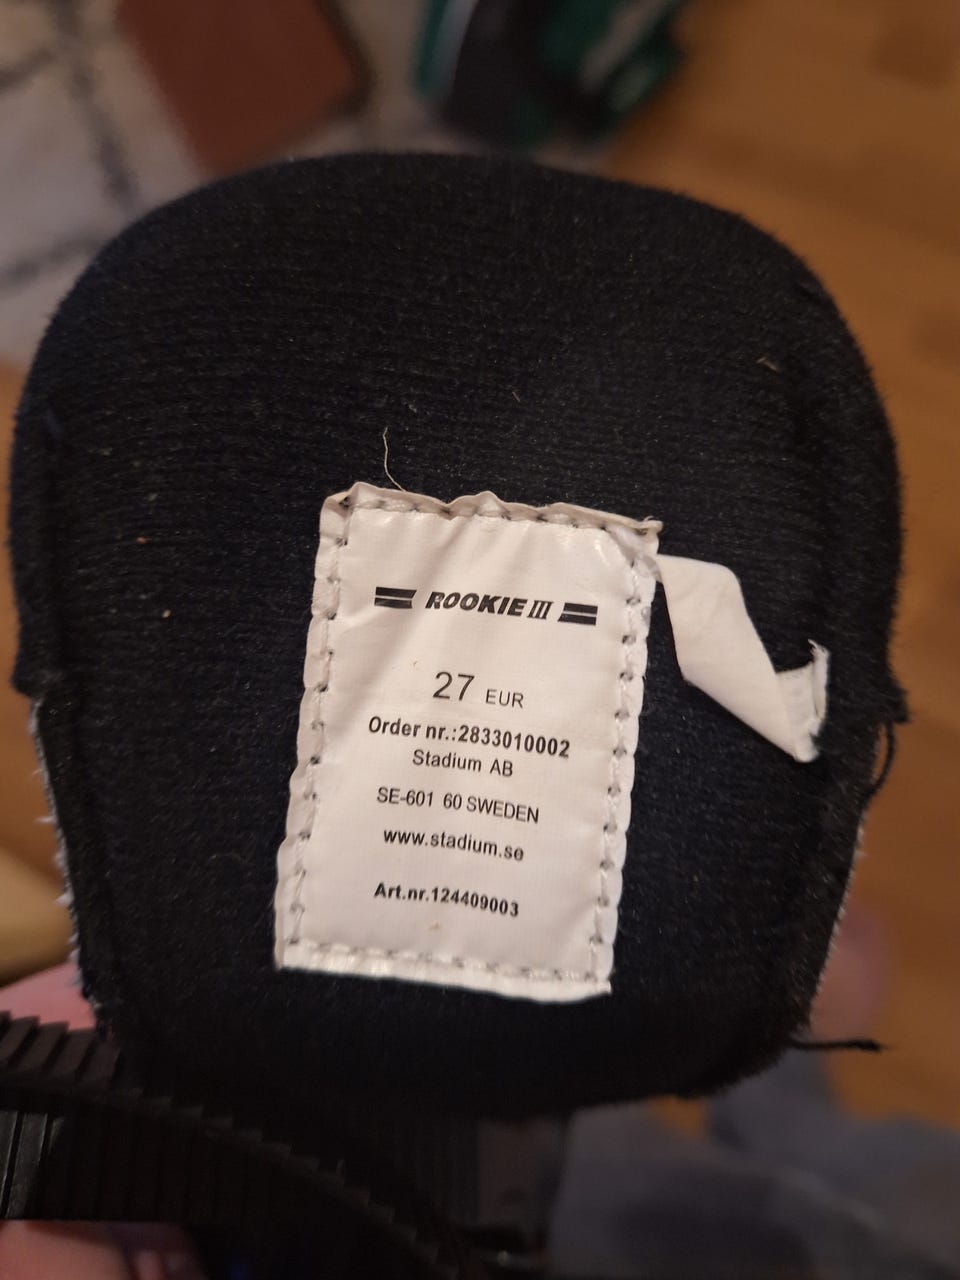 ROOKIE III
27 EUR
Order nr.:2833010002
Stadium AB
SE-601 60 SWEDEN
www.stadium.se
Art.nr.124409003